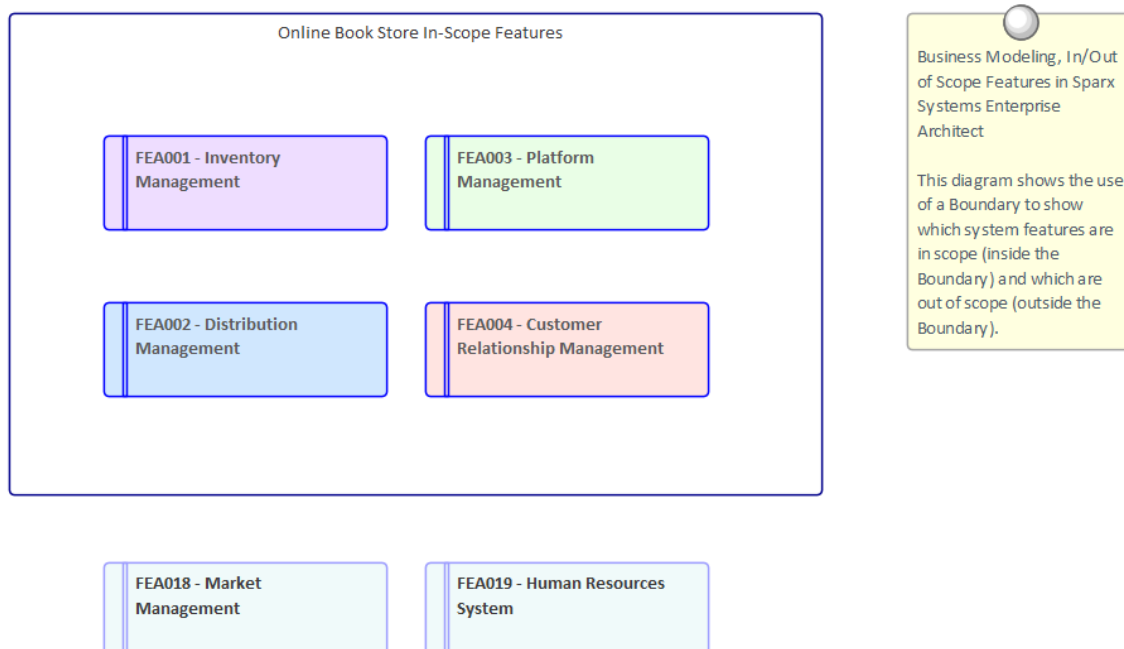 Online Book Store In-Scope Features
FEA001 - Inventory
Management
FEA003 - Platform
Management
FEA002 - Distribution
Management
FEA004 - Customer
Relationship Management
FEA018 - Market
Management
FEA019 - Human Resources
System
Business Modeling, In/Out
of Scope Features in Sparx
Systems Enterprise
Architect
This diagram shows the use
of a Boundary to show
which system features are
in scope (inside the
Boundary) and which are
out of scope (outside the
Boundary).